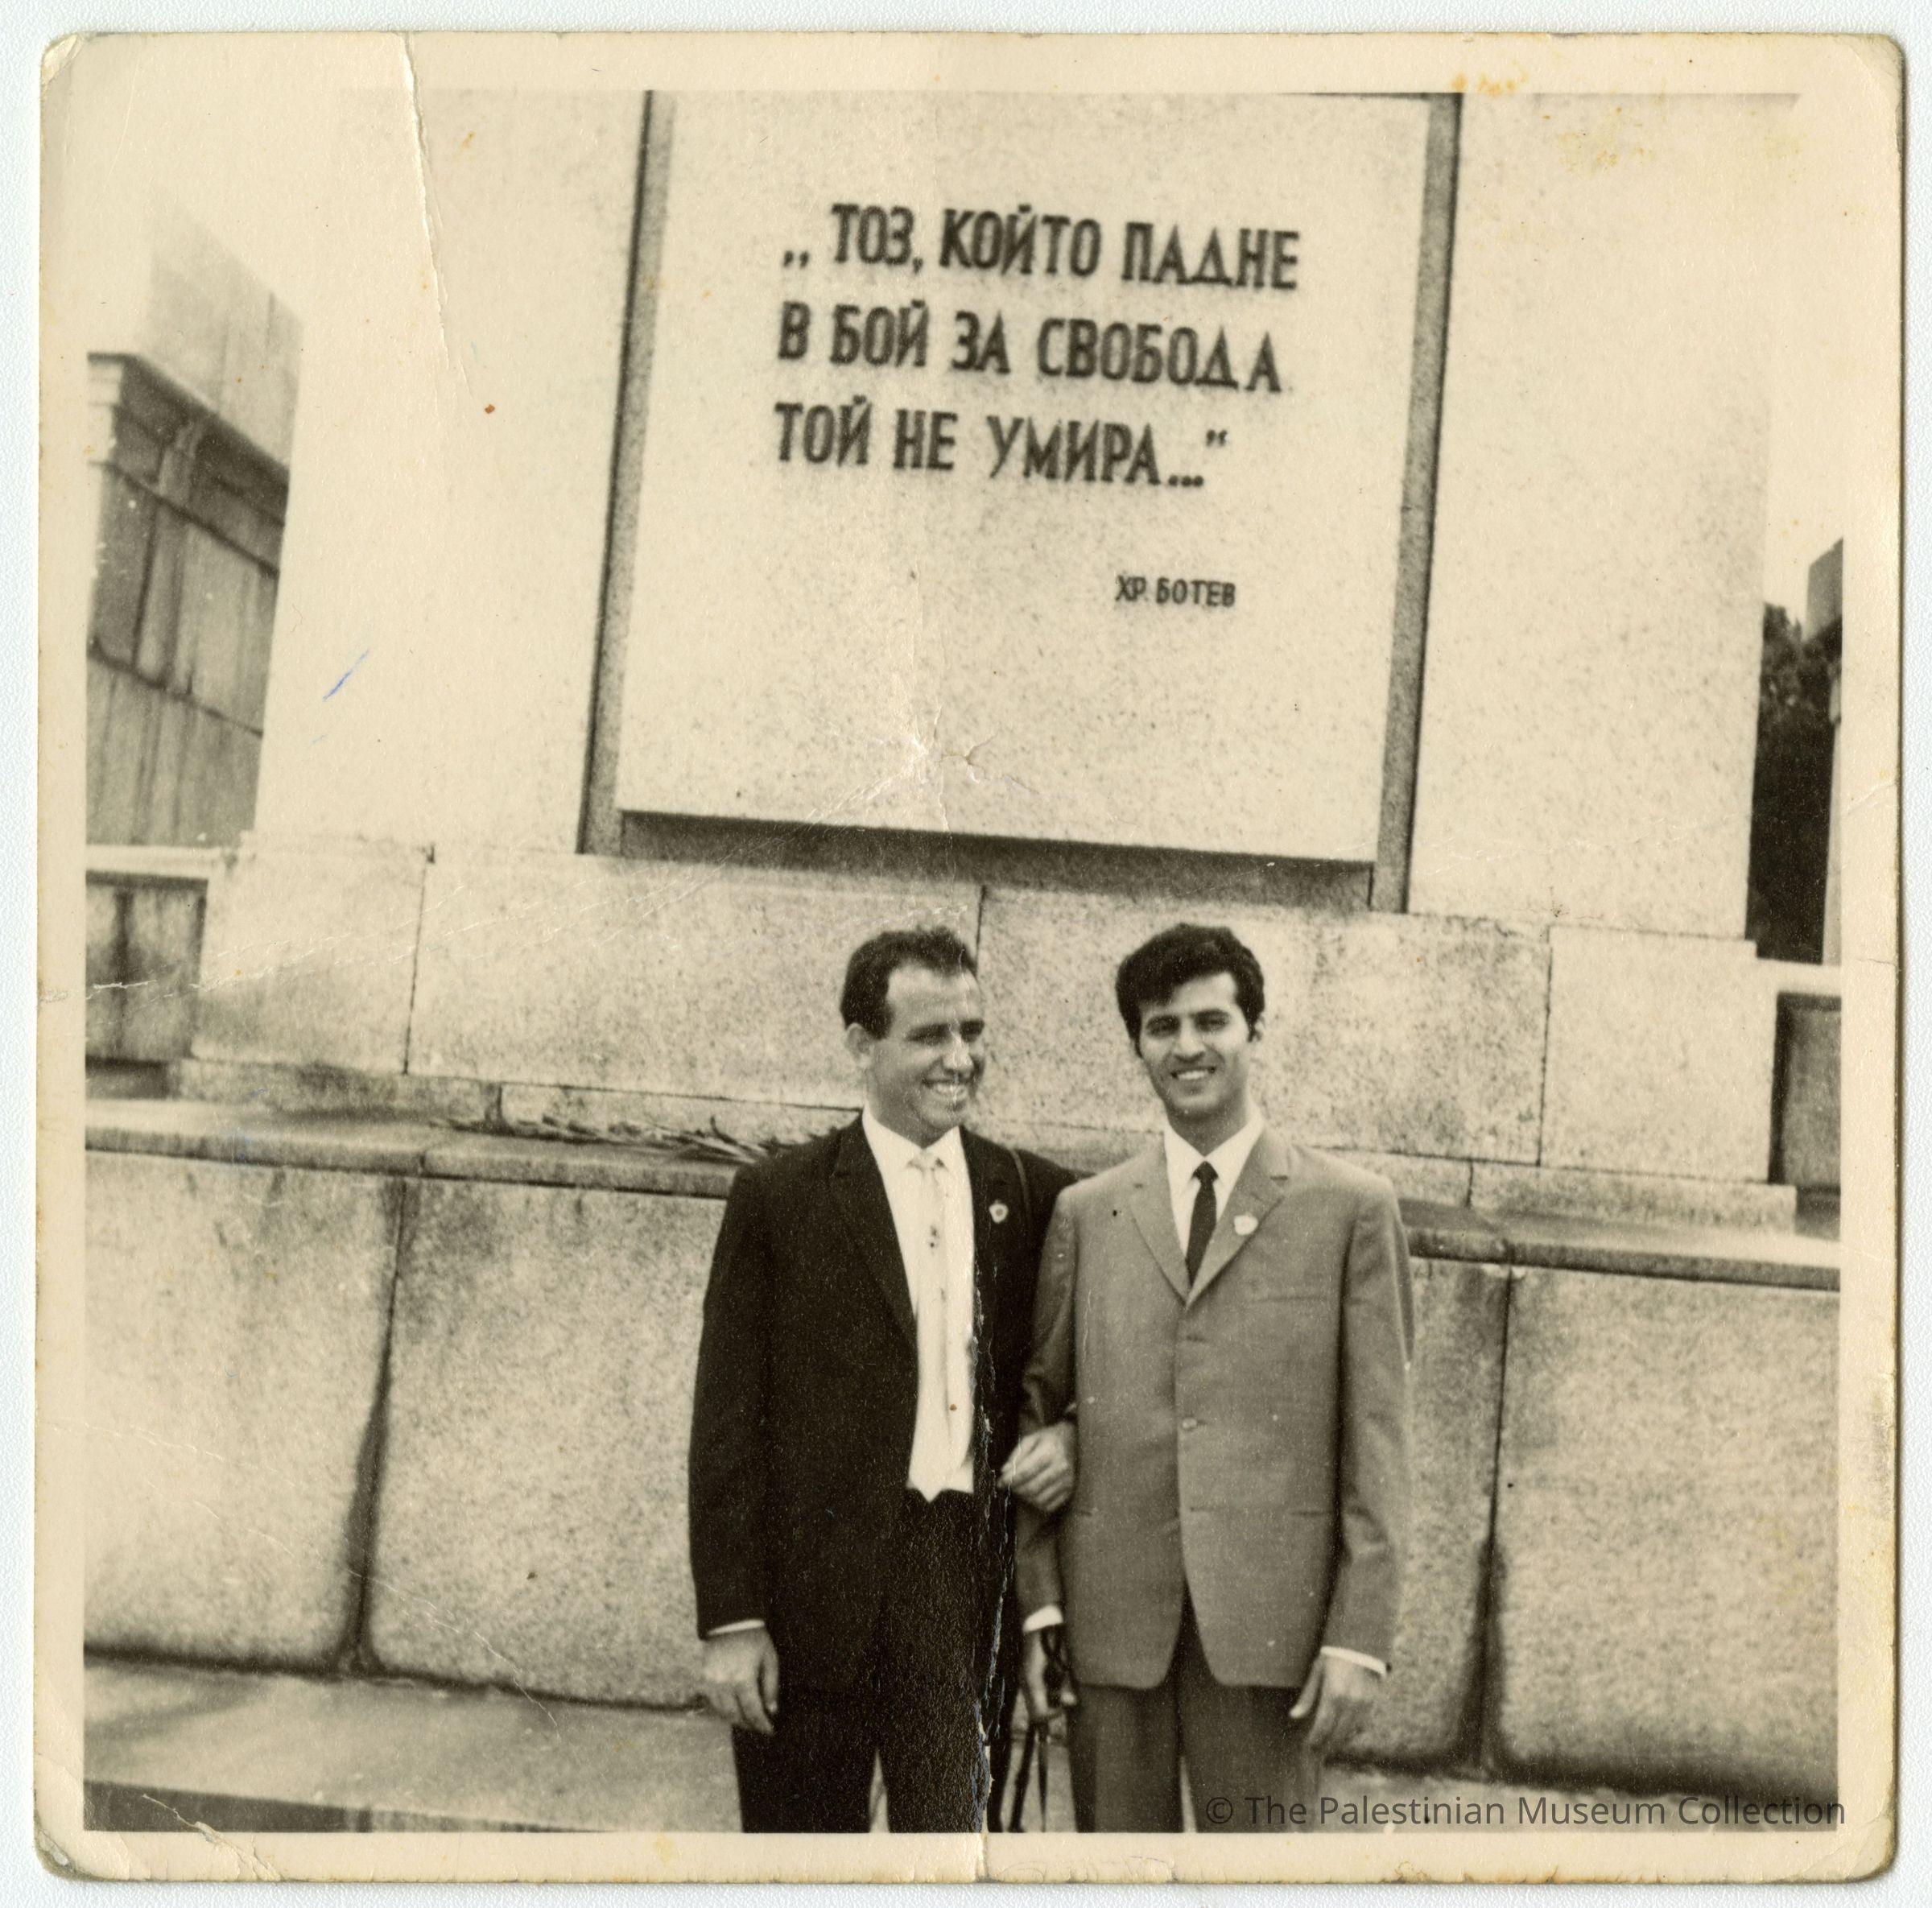 „ ТОЗ, КОЙТО ПАДНЕ
В БОЙ ЗА СВОБОДА
ТОЙ НЕ УМИРА...“
ХР. БОТЕВ
© The Palestinian Museum Collection